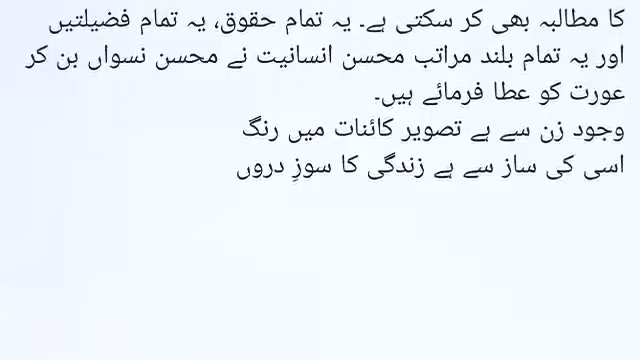 کا مطالبہ بھی کر سکتی ہے۔ یہ تمام حقوق، یہ تمام فضیلتیں
اور یہ تمام بلند مراتب محسن انسانیت نے محسن نسواں بن کر
عورت کو عطا فرمائے ہیں۔
وجود زن سے ہے تصویر کائنات میں رنگ
اسی کی ساز سے ہے زندگی کا سوزِ دروں